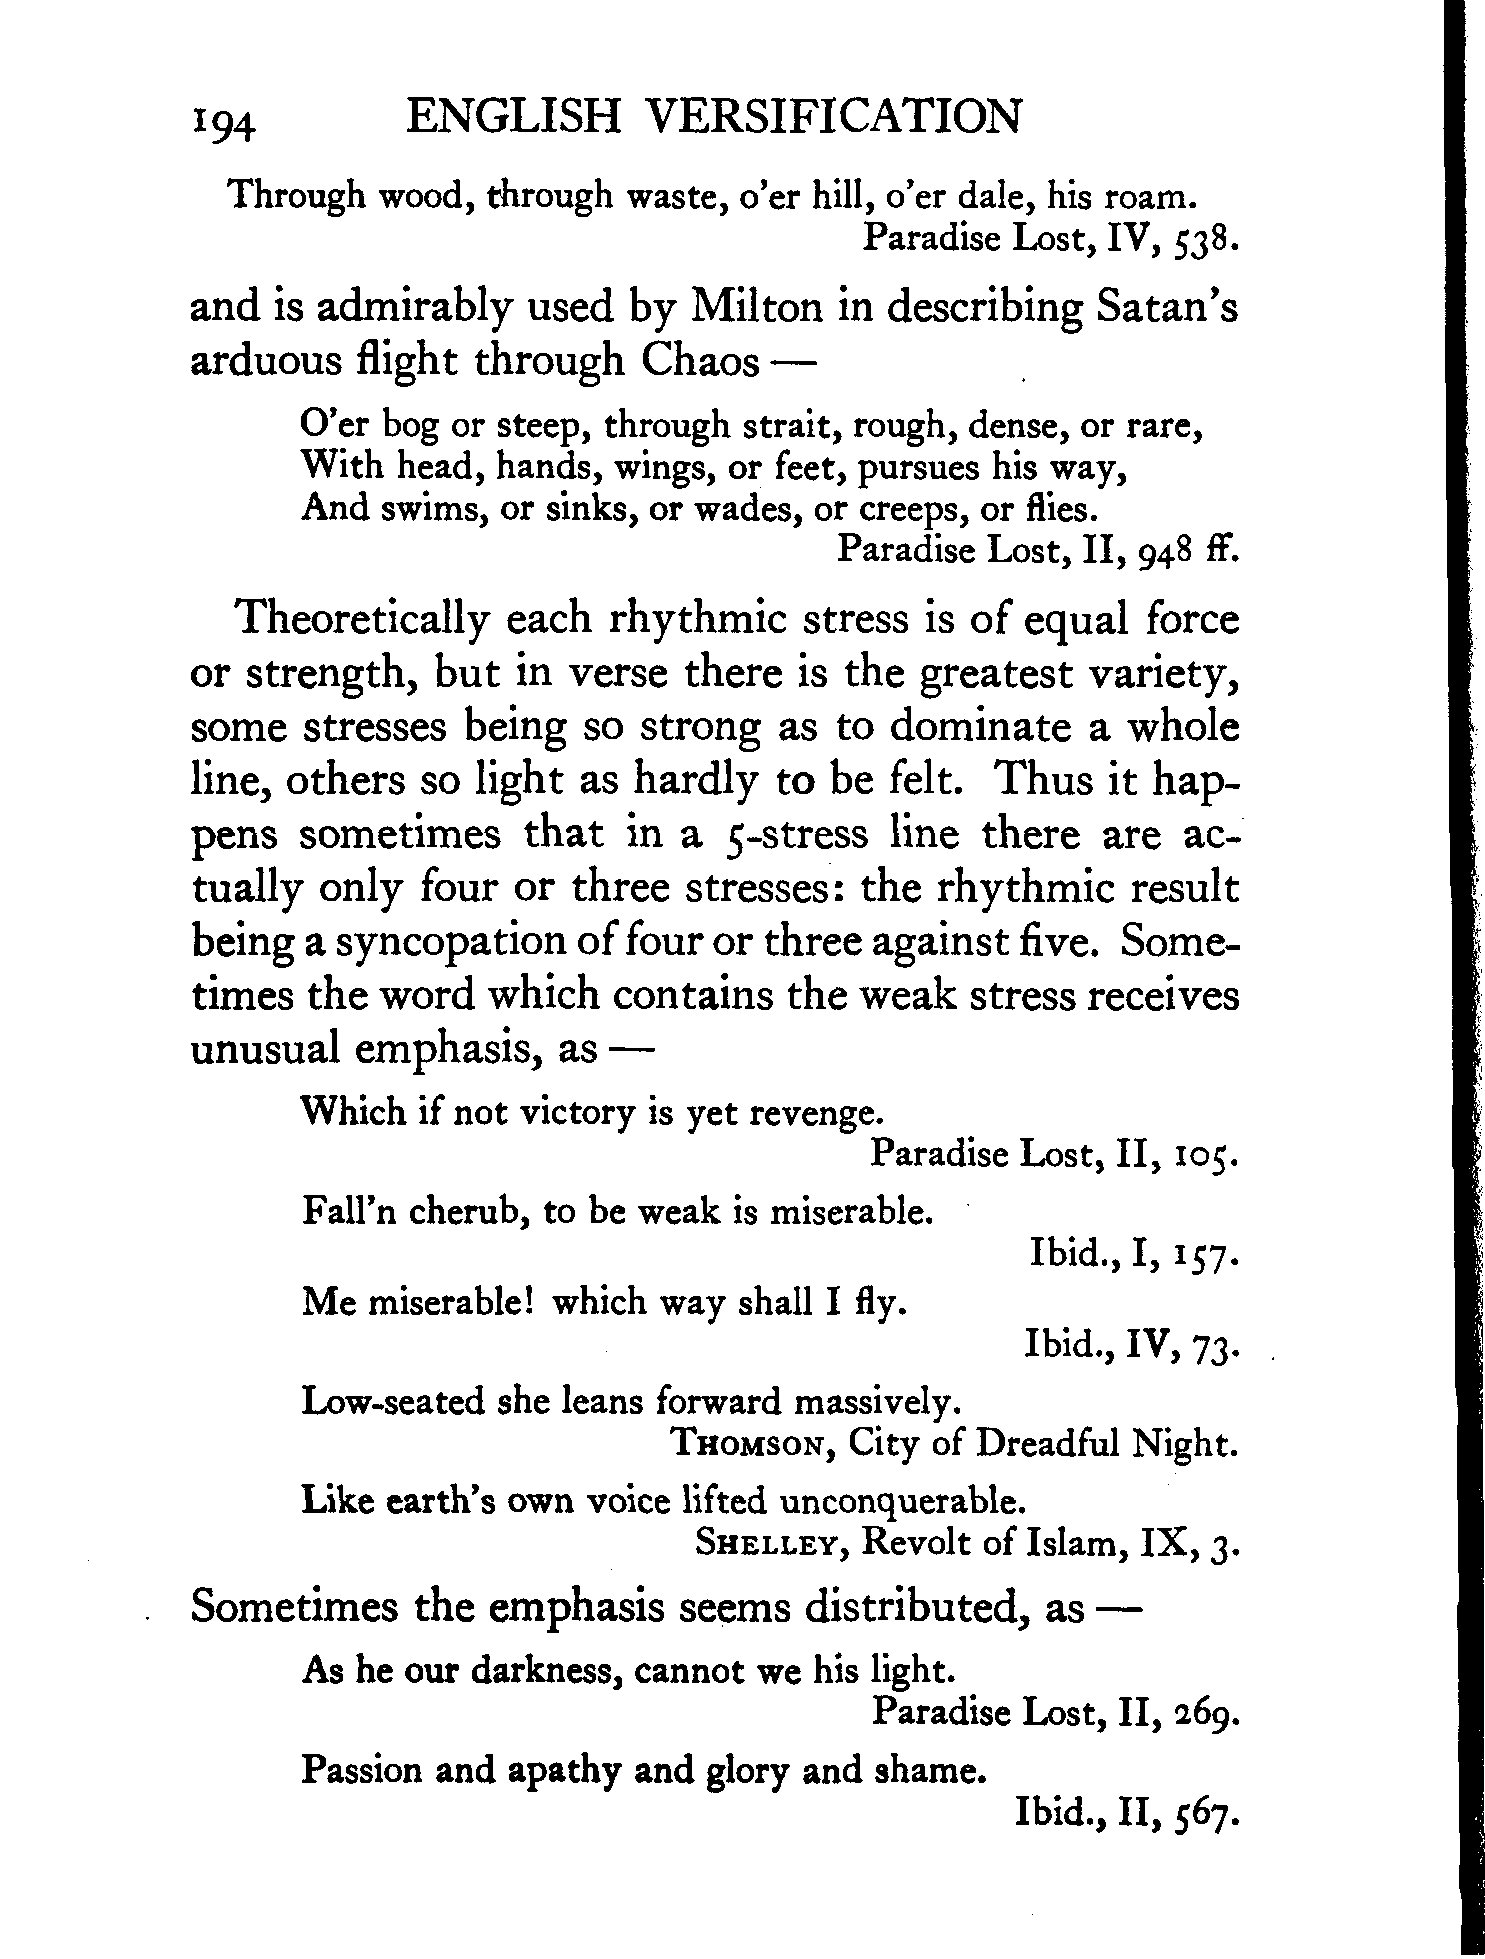 194 ENGLISH VERSIFICATION
Through wood, through waste, o'er hill, o'er dale, his roam.
Paradise Lost, IV, 538.
and is admirably used by Milton in describing Satan's
arduous flight through Chaos —
O'er bog or steep, through strait, rough, dense, or rare,
With head, hands, wings, or feet, pursues his way,
And swims, or sinks, or wades, or creeps, or flies.
Paradise Lost, II, 948 ff.
Theoretically each rhythmic stress is of equal force
or strength, but in verse there is the greatest variety,
some stresses being so strong as to dominate a whole
line, others so light as hardly to be felt. Thus it hap-
pens sometimes that in a 5-stress line there are ac-
tually only four or three stresses: the rhythmic result
being a syncopation of four or three against five. Some-
times the word which contains the weak stress receives
unusual emphasis, as —
Which if not victory is yet revenge.
Paradise Lost, II, 105.
Fall'n cherub, to be weak is miserable.
Ibid., I, 157.
Me miserable! which way shall I fly.
Ibid., IV, 73.
Low-seated she leans forward massively.
THOMSON, City of Dreadful Night.
Like earth's own voice lifted unconquerable.
SHELLEY, Revolt of Islam, IX, 3.
Sometimes the emphasis seems distributed, as —
As he our darkness, cannot we his light.
Paradise Lost, II, 269.
Passion and apathy and glory and shame.
Ibid., II, 567.